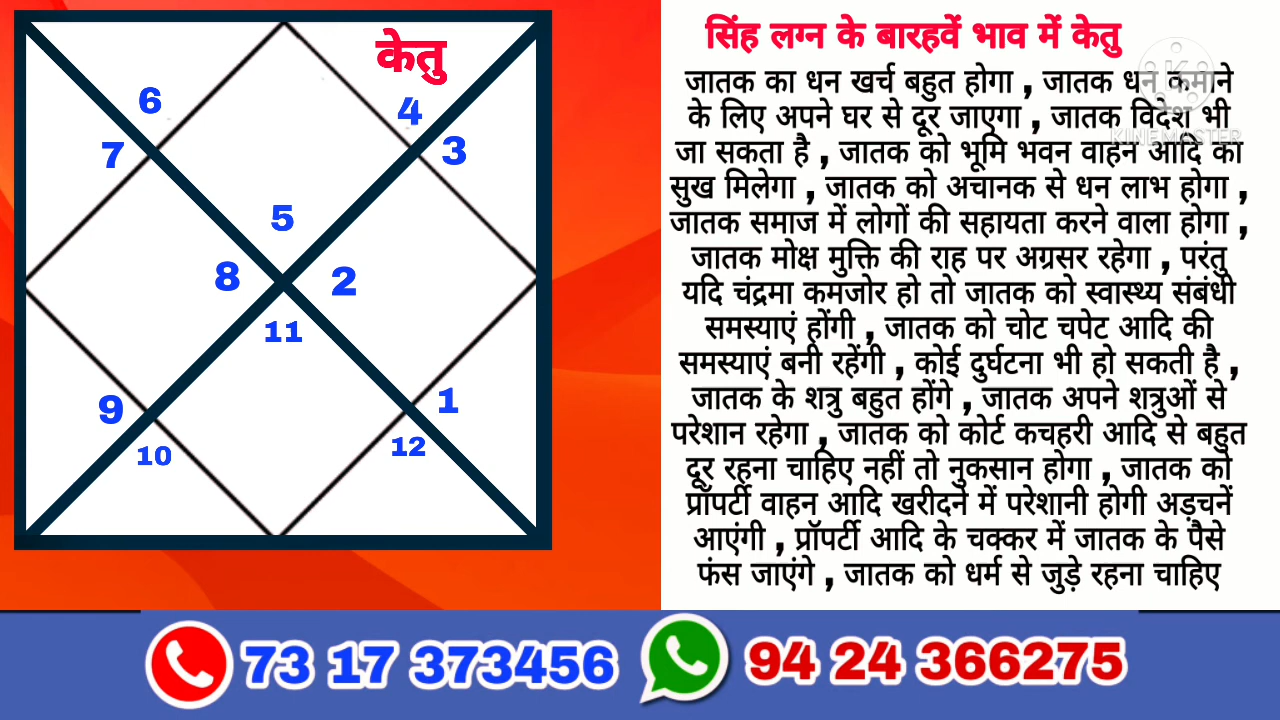 केतु
6
4
7
3
5
8
2
11
9
1
10
12
सिंह लग्न के बारहवें भाव में केतु
जातक का धन खर्च बहुत होगा , जातक धन कमाने
के लिए अपने घर से दूर जाएगा , जातक विदेश भी
जा सकता है , जातक को भूमि भवन वाहन आदि का
सुख मिलेगा , जातक को अचानक से धन लाभ होगा ,
जातक समाज में लोगों की सहायता करने वाला होगा ,
जातक मोक्ष मुक्ति की राह पर अग्रसर रहेगा , परंतु
यदि चंद्रमा कमजोर हो तो जातक को स्वास्थ्य संबंधी
समस्याएं होंगी , जातक को चोट चपेट आदि की
समस्याएं बनी रहेंगी , कोई दुर्घटना भी हो सकती है ,
जातक के शत्रु बहुत होंगे , जातक अपने शत्रुओं से
परेशान रहेगा , जातक को कोर्ट कचहरी आदि से बहुत
दूर रहना चाहिए नहीं तो नुकसान होगा , जातक को
प्रॉपर्टी वाहन आदि खरीदने में परेशानी होगी अड़चनें
आएंगी , प्रॉपर्टी आदि के चक्कर में जातक के पैसे
फंस जाएंगे , जातक को धर्म से जुड़े रहना चाहिए
K
KINEMASTER
73 17 373456
94 24 366275